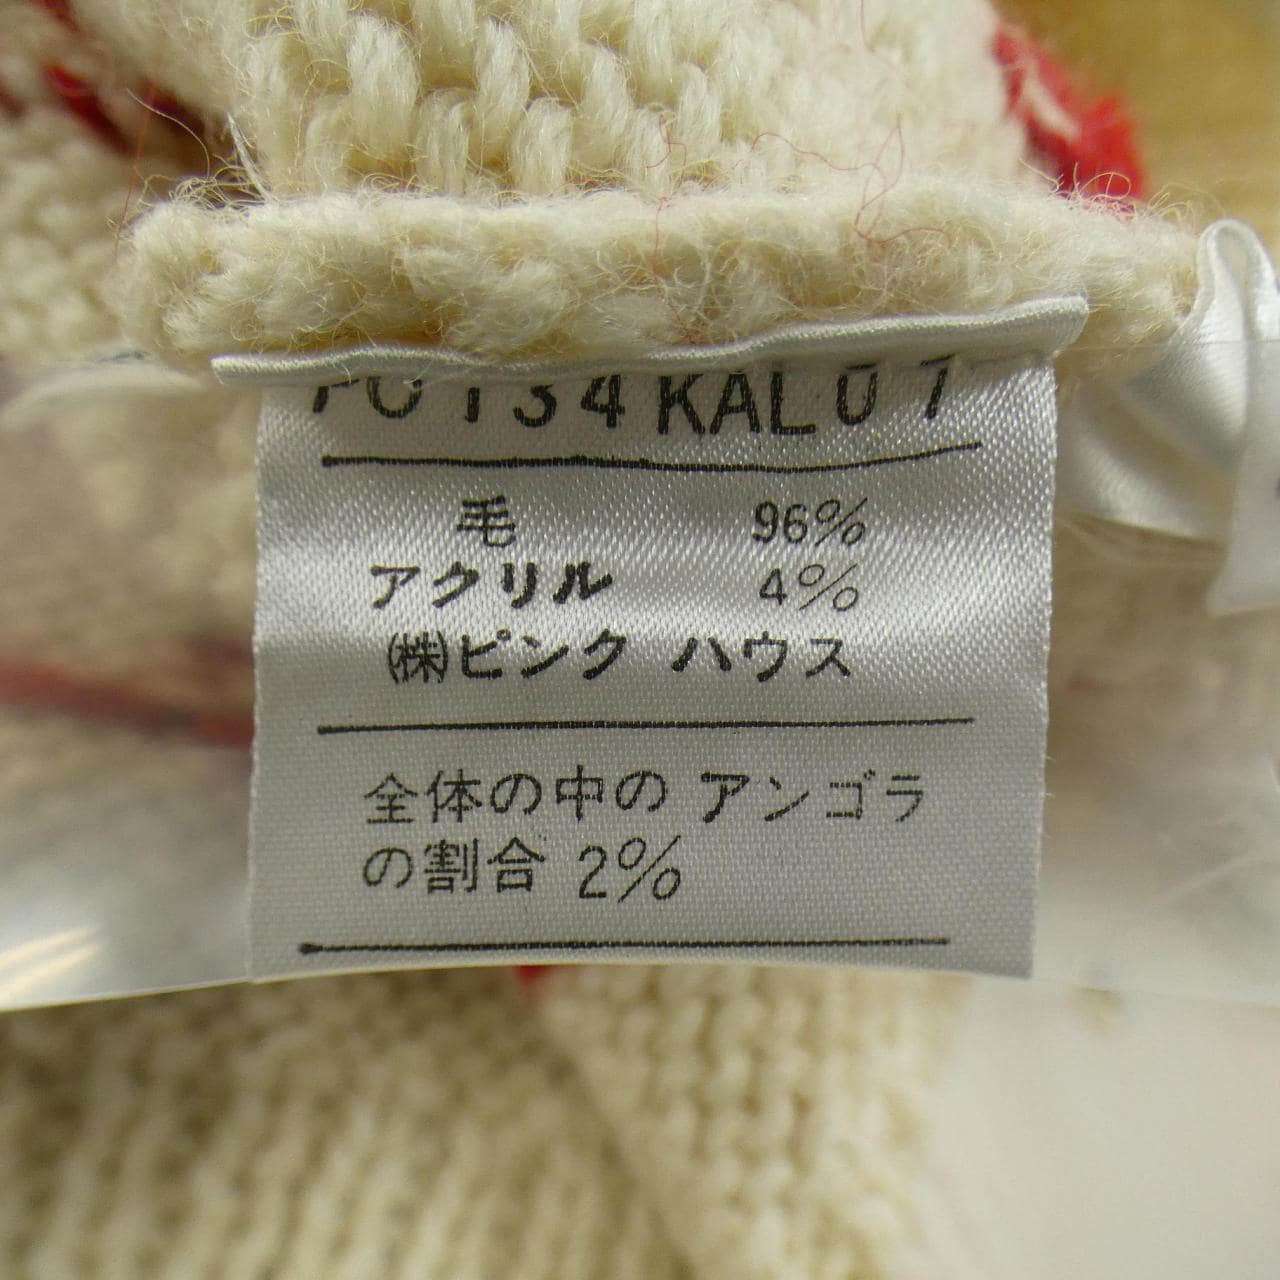 134KAL07
毛 96%
アクリル 4%
㈱ピンク ハウス
全体の中の アンゴラ
の割合 2%